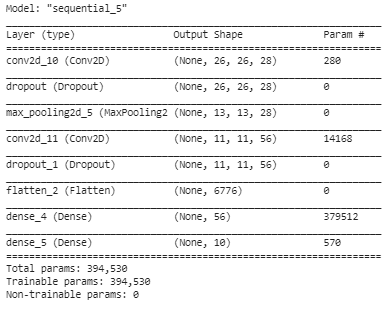 Model: "sequential_5"
Layer (type) Output Shape Param #
conv2d_10 (Conv2D) (None, 26, 26, 28) 280
dropout (Dropout) (None, 26, 26, 28) 0
max_pooling2d_5 (MaxPooling2 (None, 13, 13, 28) 0
conv2d_11 (Conv2D) (None, 11, 11, 56) 14168
dropout_1 (Dropout) (None, 11, 11, 56) 0
flatten_2 (Flatten) (None, 6776) 0
dense_4 (Dense) (None, 56) 379512
dense_5 (Dense) (None, 10) 570
Total params: 394,530
Trainable params: 394,530
Non-trainable params: 0